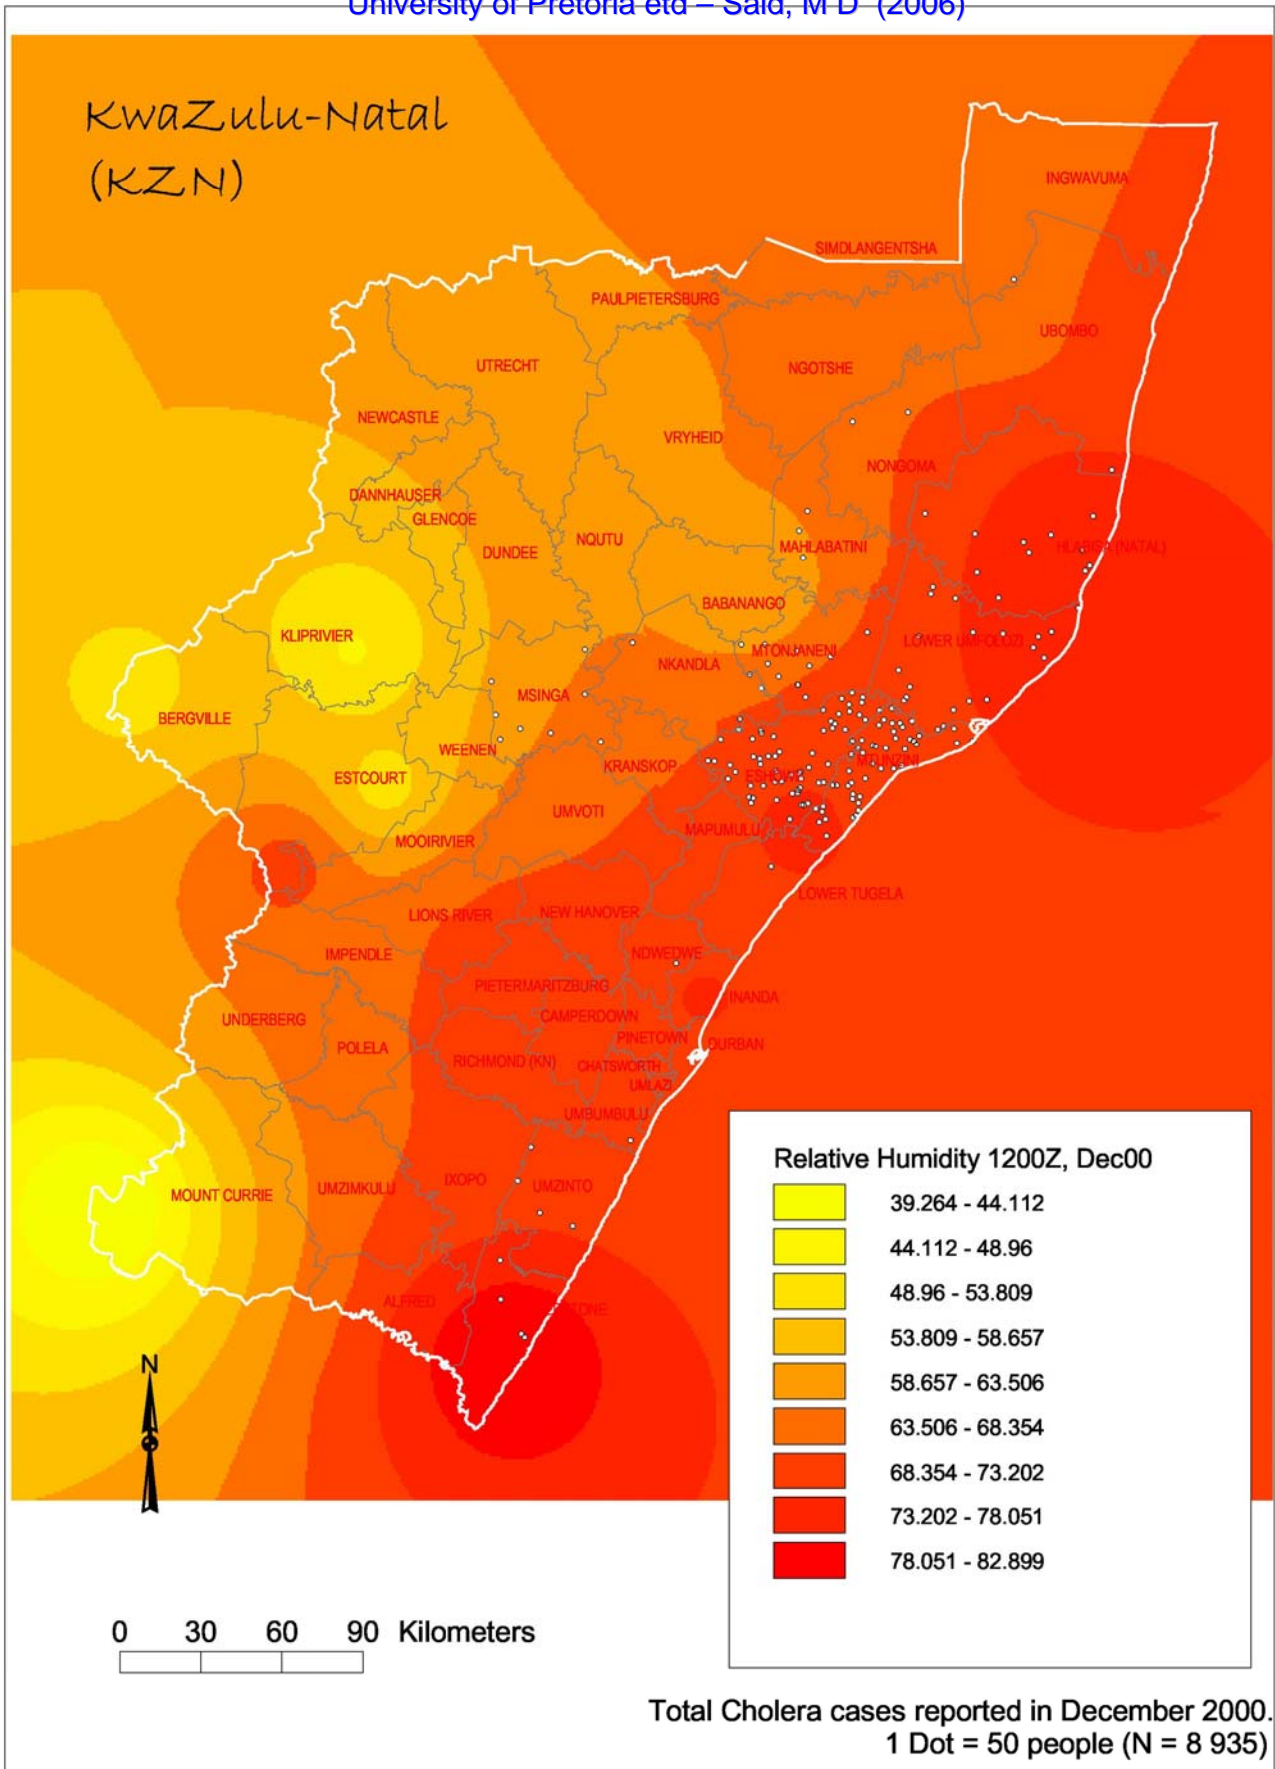 University of Pretoria etd – Said, M D (2006)
KwaZulu-Natal
(KZN)
INGWAVUMA
SIMDLANGENTSHA
PAULPIETERSBURG
UBOMBO
UTRECHT
NGOTSHE
NEWCASTLE
VRYHEID
NONGOMA
DANNHAUSER
GLENCOE
NQUTU
DUNDEE
MAHLABATINI
HLABISA (NATAL)
BABANANGO
KLIPRIVIER
LOWER UMFOLOZI
MTONJANENI
NKANDLA
MSINGA
BERGVILLE
WEENEN
KRANSKOP
MTUNZINI
ESTCOURT
ESHOWE
UMVOTI
MAPUMULU
MOOIRIVIER
LOWER TUGELA
LIONS RIVER
NEW HANOVER
IMPENDLE
NDWEDWE
PIETERMARITZBURG
INANDA
UNDERBERG
CAMPERDOWN
PINETOWN
DURBAN
POLELA
RICHMOND (KN)
CHATSWORTH
UMLAZI
UMBUMBULU
MOUNT CURRIE
UMZIMKULU
IXOPO
UMZINTO
ALFRED
N
Relative Humidity 1200Z, Dec00
39.264 - 44.112
44.112 - 48.96
48.96 - 53.809
53.809 - 58.657
58.657 - 63.506
63.506 - 68.354
68.354 - 73.202
73.202 - 78.051
78.051 - 82.899
0 30 60 90 Kilometers
Total Cholera cases reported in December 2000.
1 Dot = 50 people (N = 8 935)